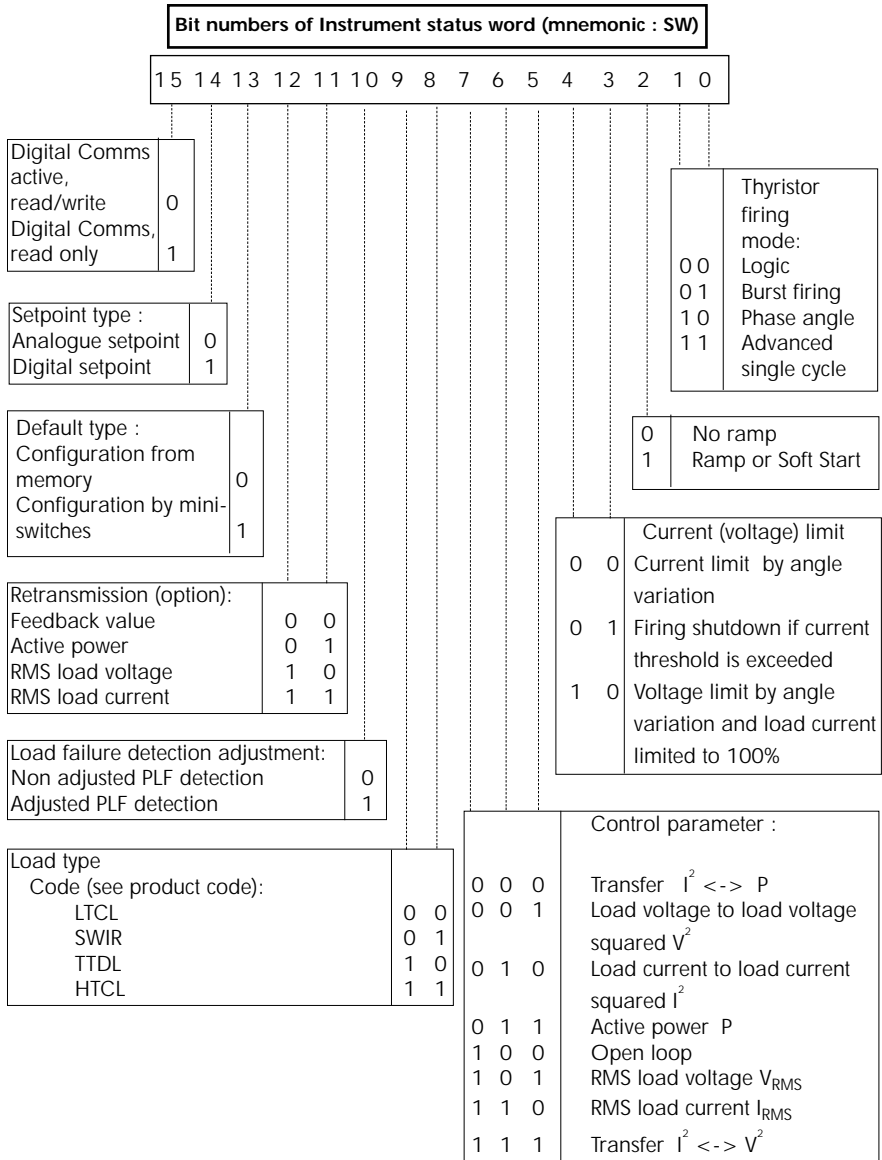 Bit numbers of Instrument status word (mnemonic : SW)
15 14 13 12 11 10 9 8 7 6 5 4 3 2 1 0
Digital Comms
active,
read/write 0
Digital Comms,
read only 1
Setpoint type :
Analogue setpoint 0
Digital setpoint 1
Default type :
Configuration from
memory 0
Configuration by mini-
switches 1
Retransmission (option):
Feedback value 0 0
Active power 0 1
RMS load voltage 1 0
RMS load current 1 1
Load failure detection adjustment:
Non adjusted PLF detection 0
Adjusted PLF detection 1
Load type
Code (see product code):
LTCL 0 0
SWIR 0 1
TTDL 1 0
HTCL 1 1
Thyristor
firing
mode:
0 0 Logic
0 1 Burst firing
1 0 Phase angle
1 1 Advanced
single cycle
0 No ramp
1 Ramp or Soft Start
Current (voltage) limit
0 0 Current limit by angle
variation
0 1 Firing shutdown if current
threshold is exceeded
1 0 Voltage limit by angle
variation and load current
limited to 100%
Control parameter :
0 0 0 Transfer I² <-> P
0 0 1 Load voltage to load voltage
squared V²
0 1 0 Load current to load current
squared I²
0 1 1 Active power P
1 0 0 Open loop
1 0 1 RMS load voltage VRMS
1 1 0 RMS load current IRMS
1 1 1 Transfer I² <-> V²